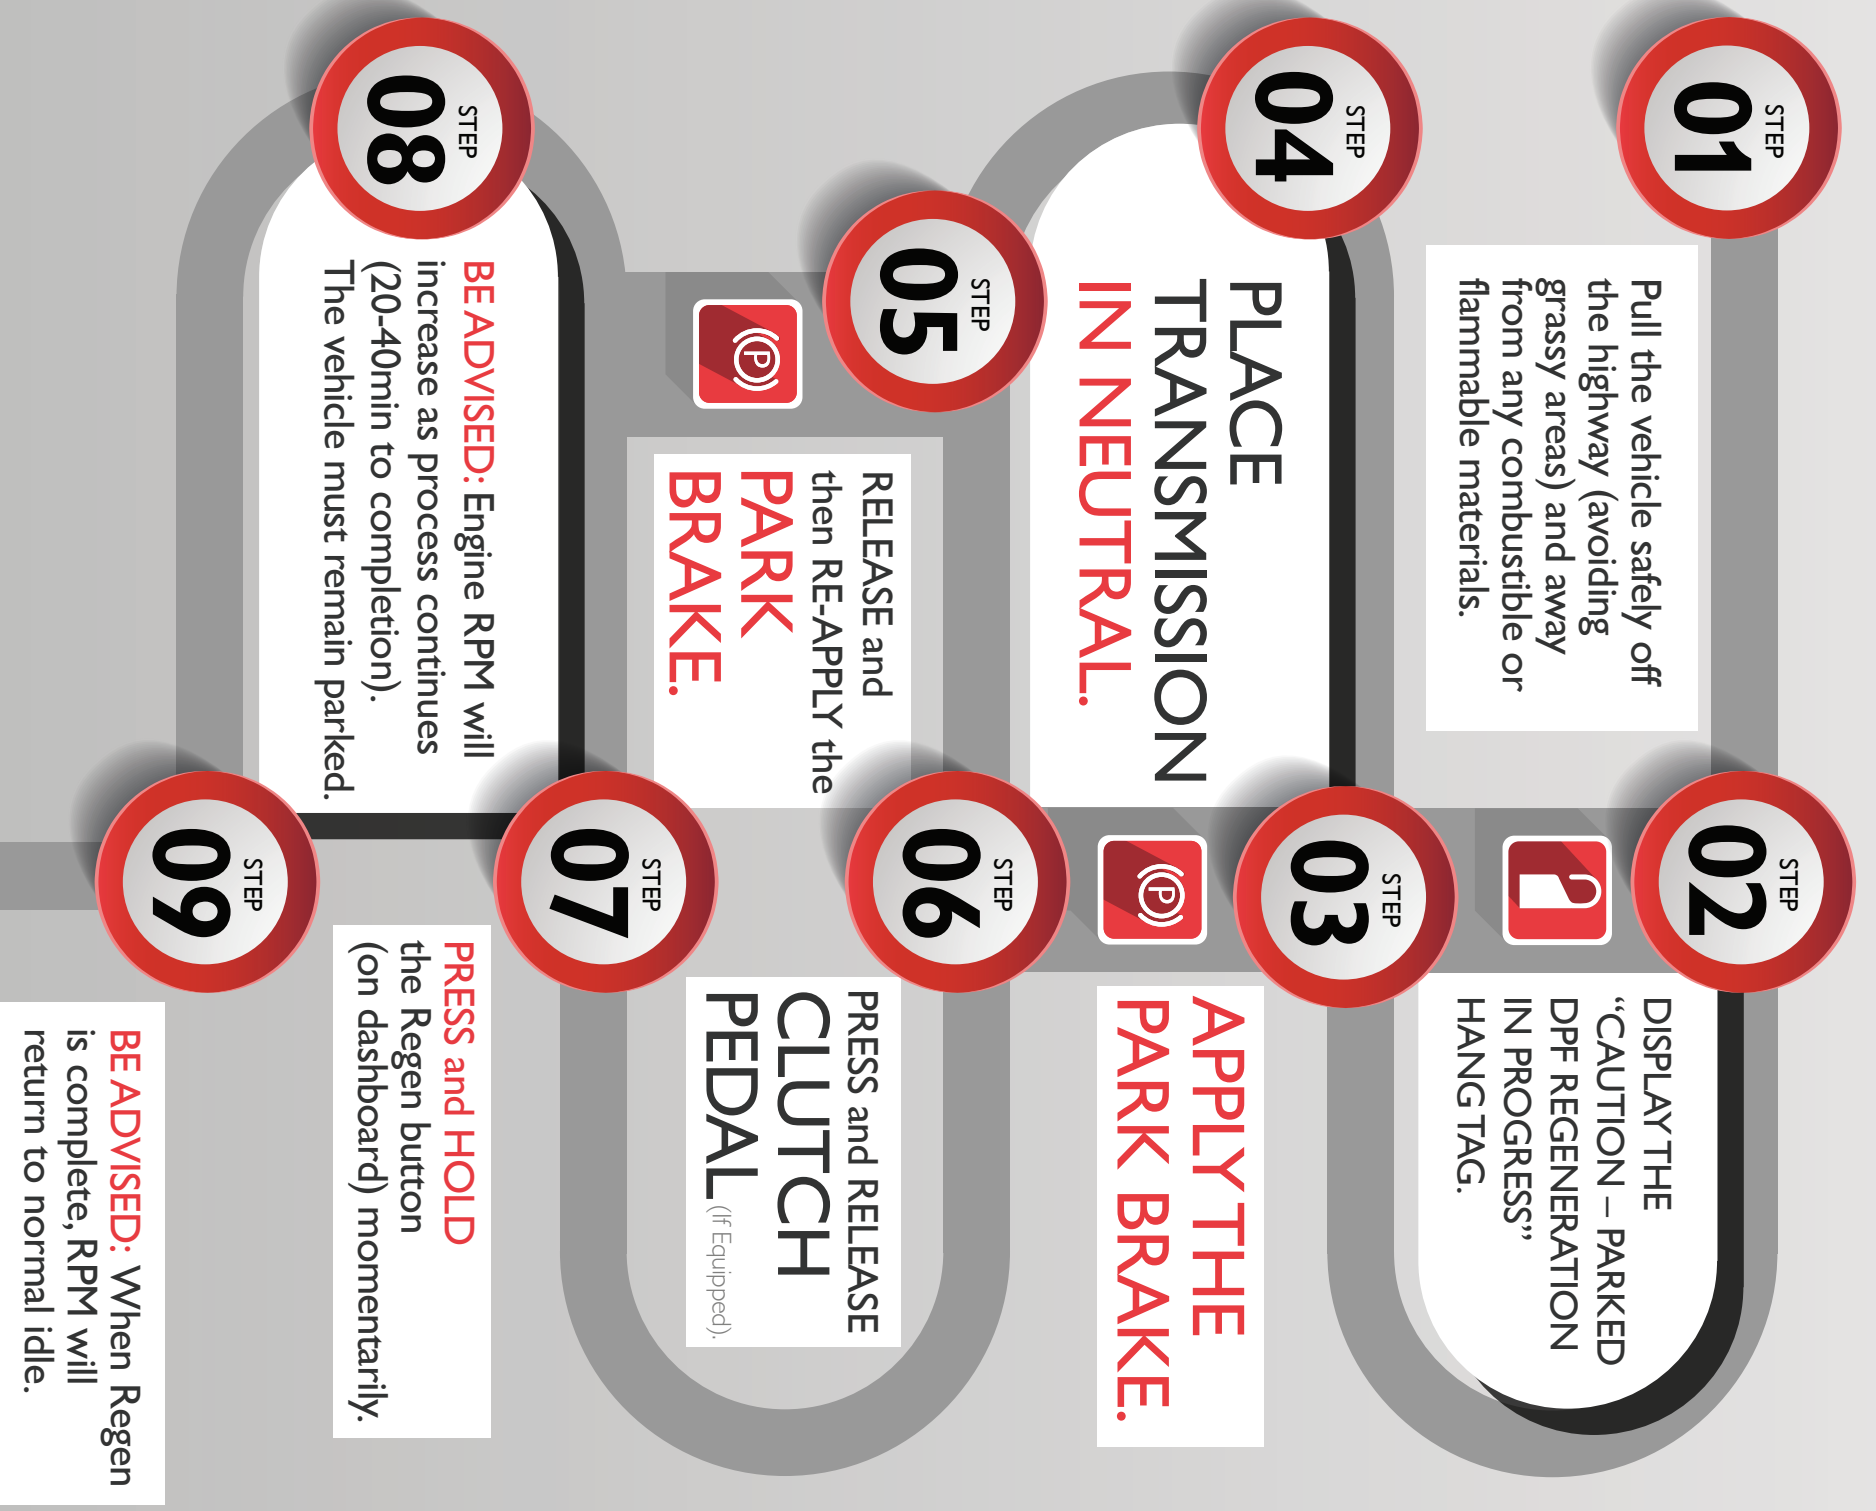 STEP
01
Pull the vehicle safely off
the highway (avoiding
grassy areas) and away
from any combustible or
flammable materials.
STEP
02
DISPLAY THE
“CAUTION – PARKED
DPF REGENERATION
IN PROGRESS”
HANG TAG.
STEP
03
P
APPLY THE
PARK BRAKE.
STEP
04
PLACE
TRANSMISSION
IN NEUTRAL.
STEP
05
P
RELEASE and
then RE-APPLY the
PARK
BRAKE.
STEP
06
PRESS and RELEASE
CLUTCH
PEDAL (If Equipped).
STEP
07
PRESS and HOLD
the Regen button
(on dashboard) momentarily.
STEP
08
BE ADVISED: Engine RPM will
increase as process continues
(20-40min to completion).
The vehicle must remain parked.
STEP
09
BE ADVISED: When Regen
is complete, RPM will
return to normal idle.